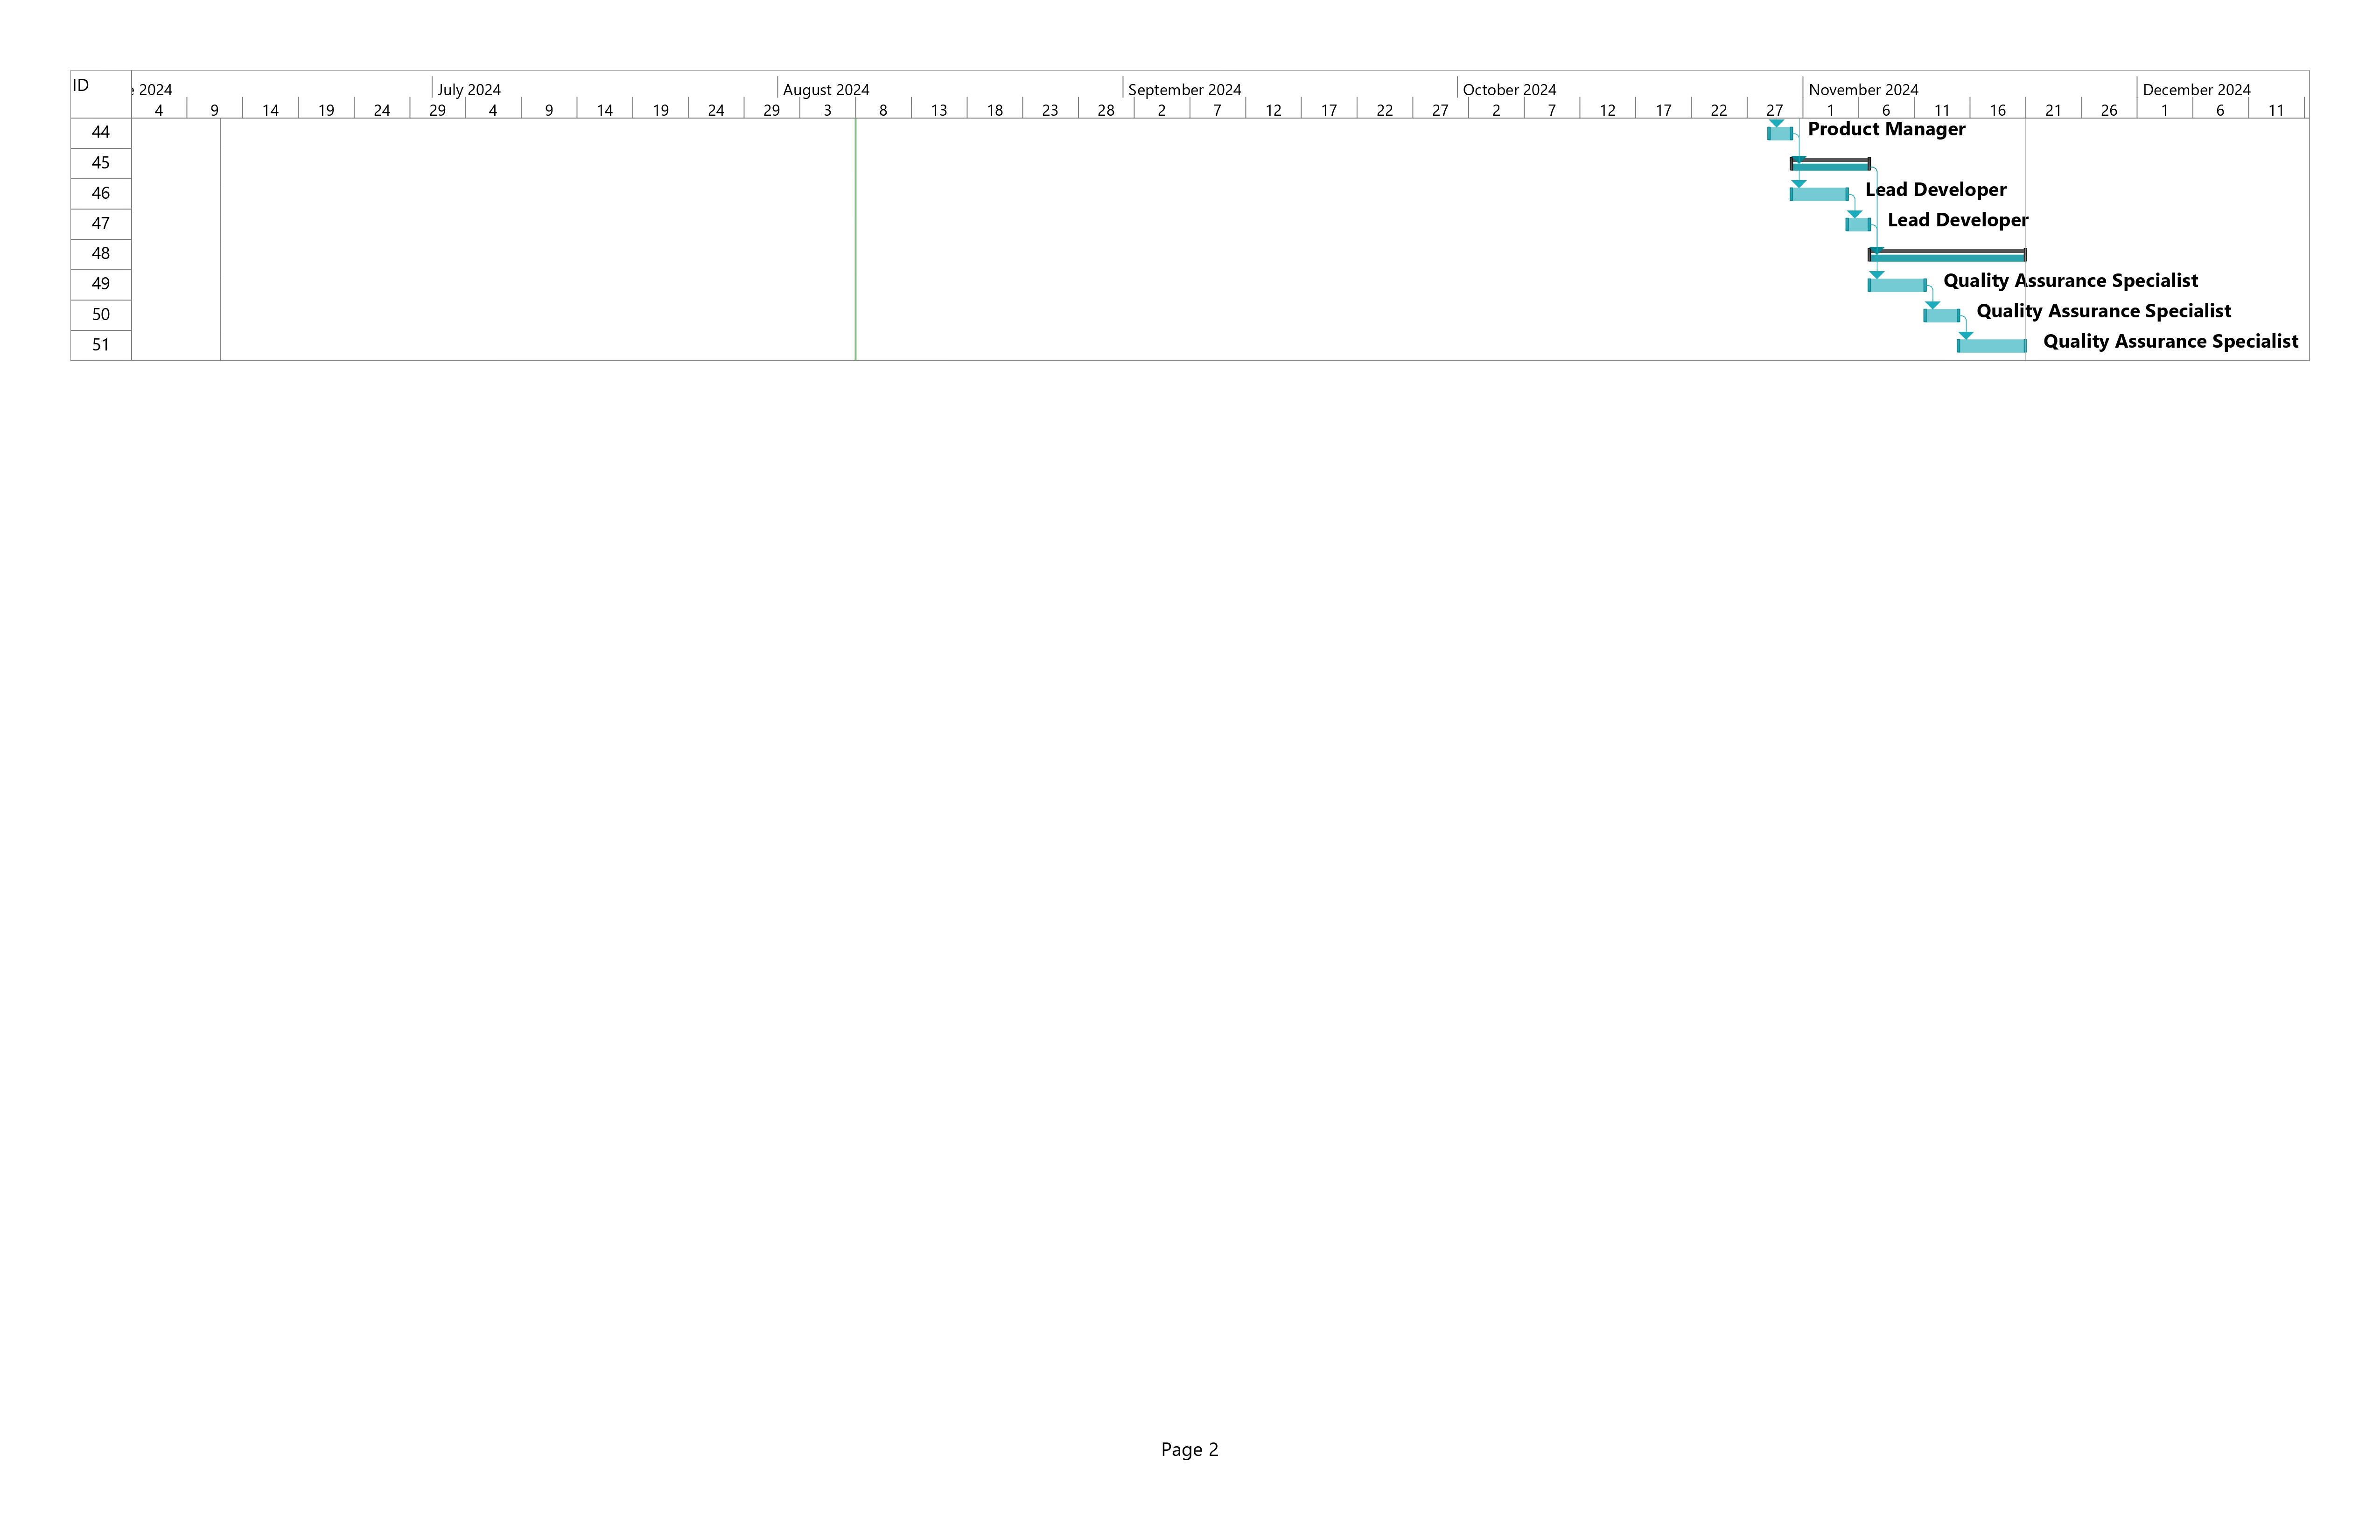 ID
e 2024 July 2024 August 2024 September 2024 October 2024 November 2024 December 2024
4 9 14 19 24 29 4 9 14 19 24 29 3 8 13 18 23 28 2 7 12 17 22 27 2 7 12 17 22 27 1 6 11 16 21 26 1 6 11
44 Product Manager
45
46 Lead Developer
47 Lead Developer
48
49 Quality Assurance Specialist
50 Quality Assurance Specialist
51 Quality Assurance Specialist
Page 2